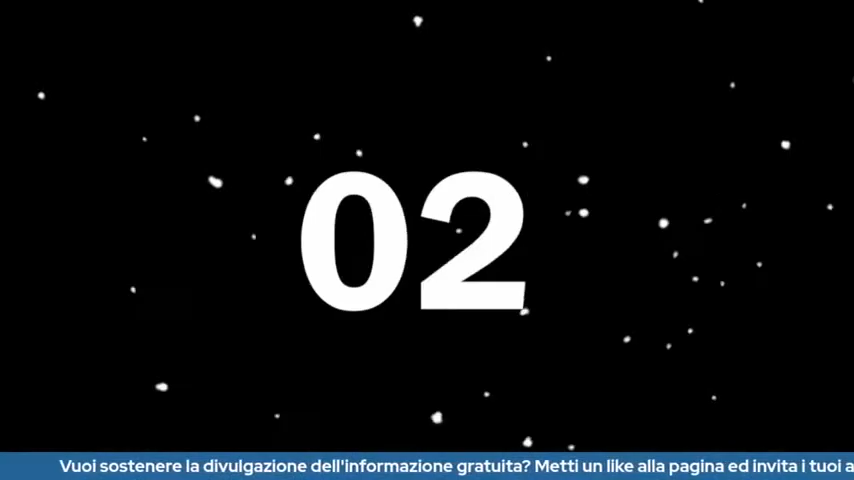 02
Vuoi sostenere la divulgazione dell'informazione gratuita? Metti un like alla pagina ed invita i tuoi a